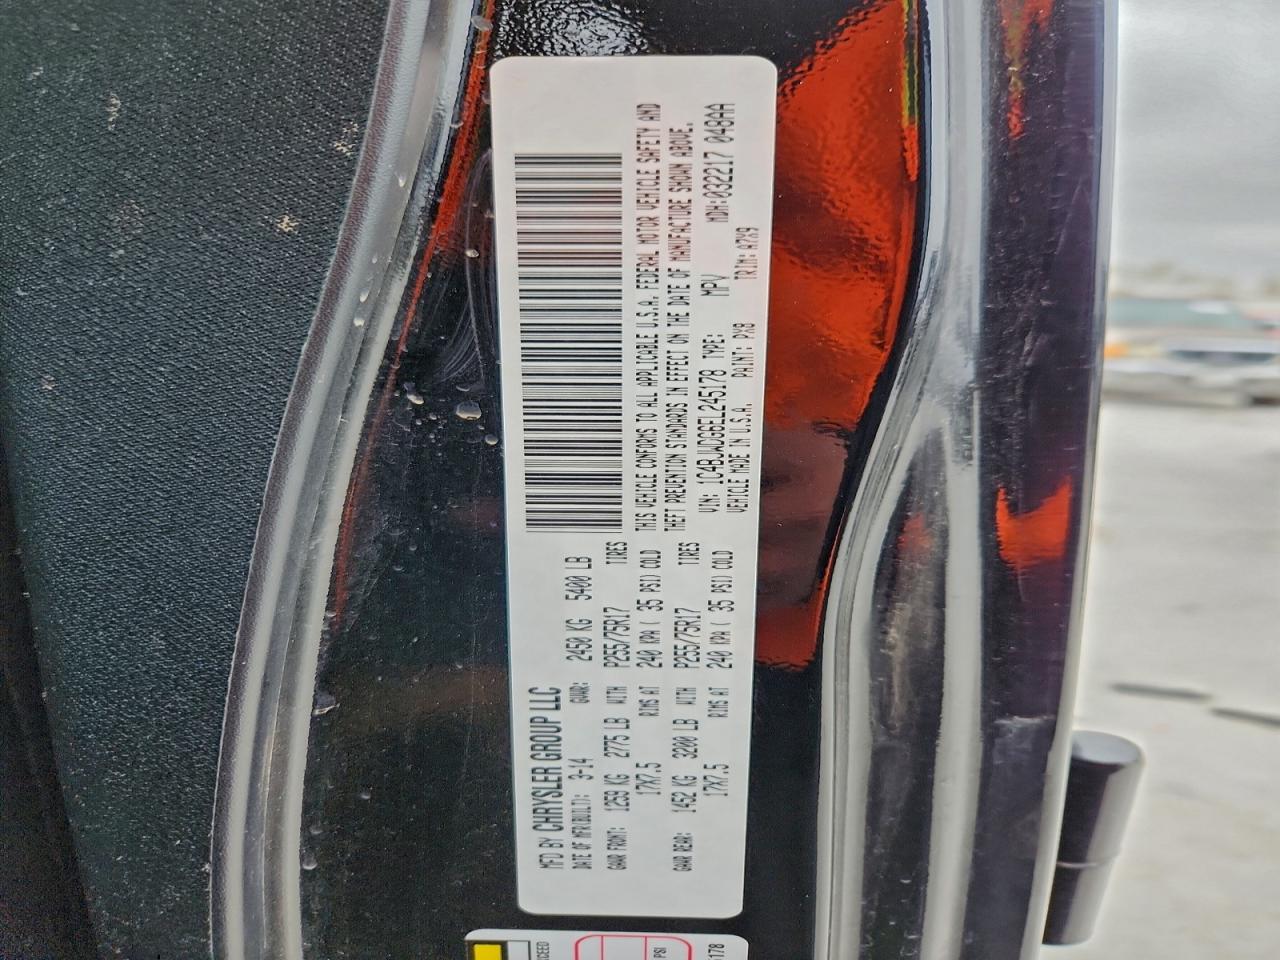 MFD BY CHRYSLER GROUP LLC
DATE OF MFR(BUILT): 3-14 GVWR: 2450 KG 5400 LB
GAWR FRONT: 1259 KG 2775 LB WITH P255/75R17 TIRES
17X7.5 RIMS AT 240 KPA ( 35 PSI) COLD
GAWR REAR: 1452 KG 3200 LB WITH P255/75R17 TIRES
17X7.5 RIMS AT 240 KPA ( 35 PSI) COLD
THIS VEHICLE CONFORMS TO ALL APPLICABLE U.S.A. FEDERAL MOTOR VEHICLE SAFETY AND
THEFT PREVENTION STANDARDS IN EFFECT ON THE DATE OF MANUFACTURE SHOWN ABOVE.
VIN: 1C4BJWDG6EL245178 TYPE: MPV MDH:032217 048AA
VEHICLE MADE IN U.S.A. PAINT: PX8 TRIM: A7X9
PSI